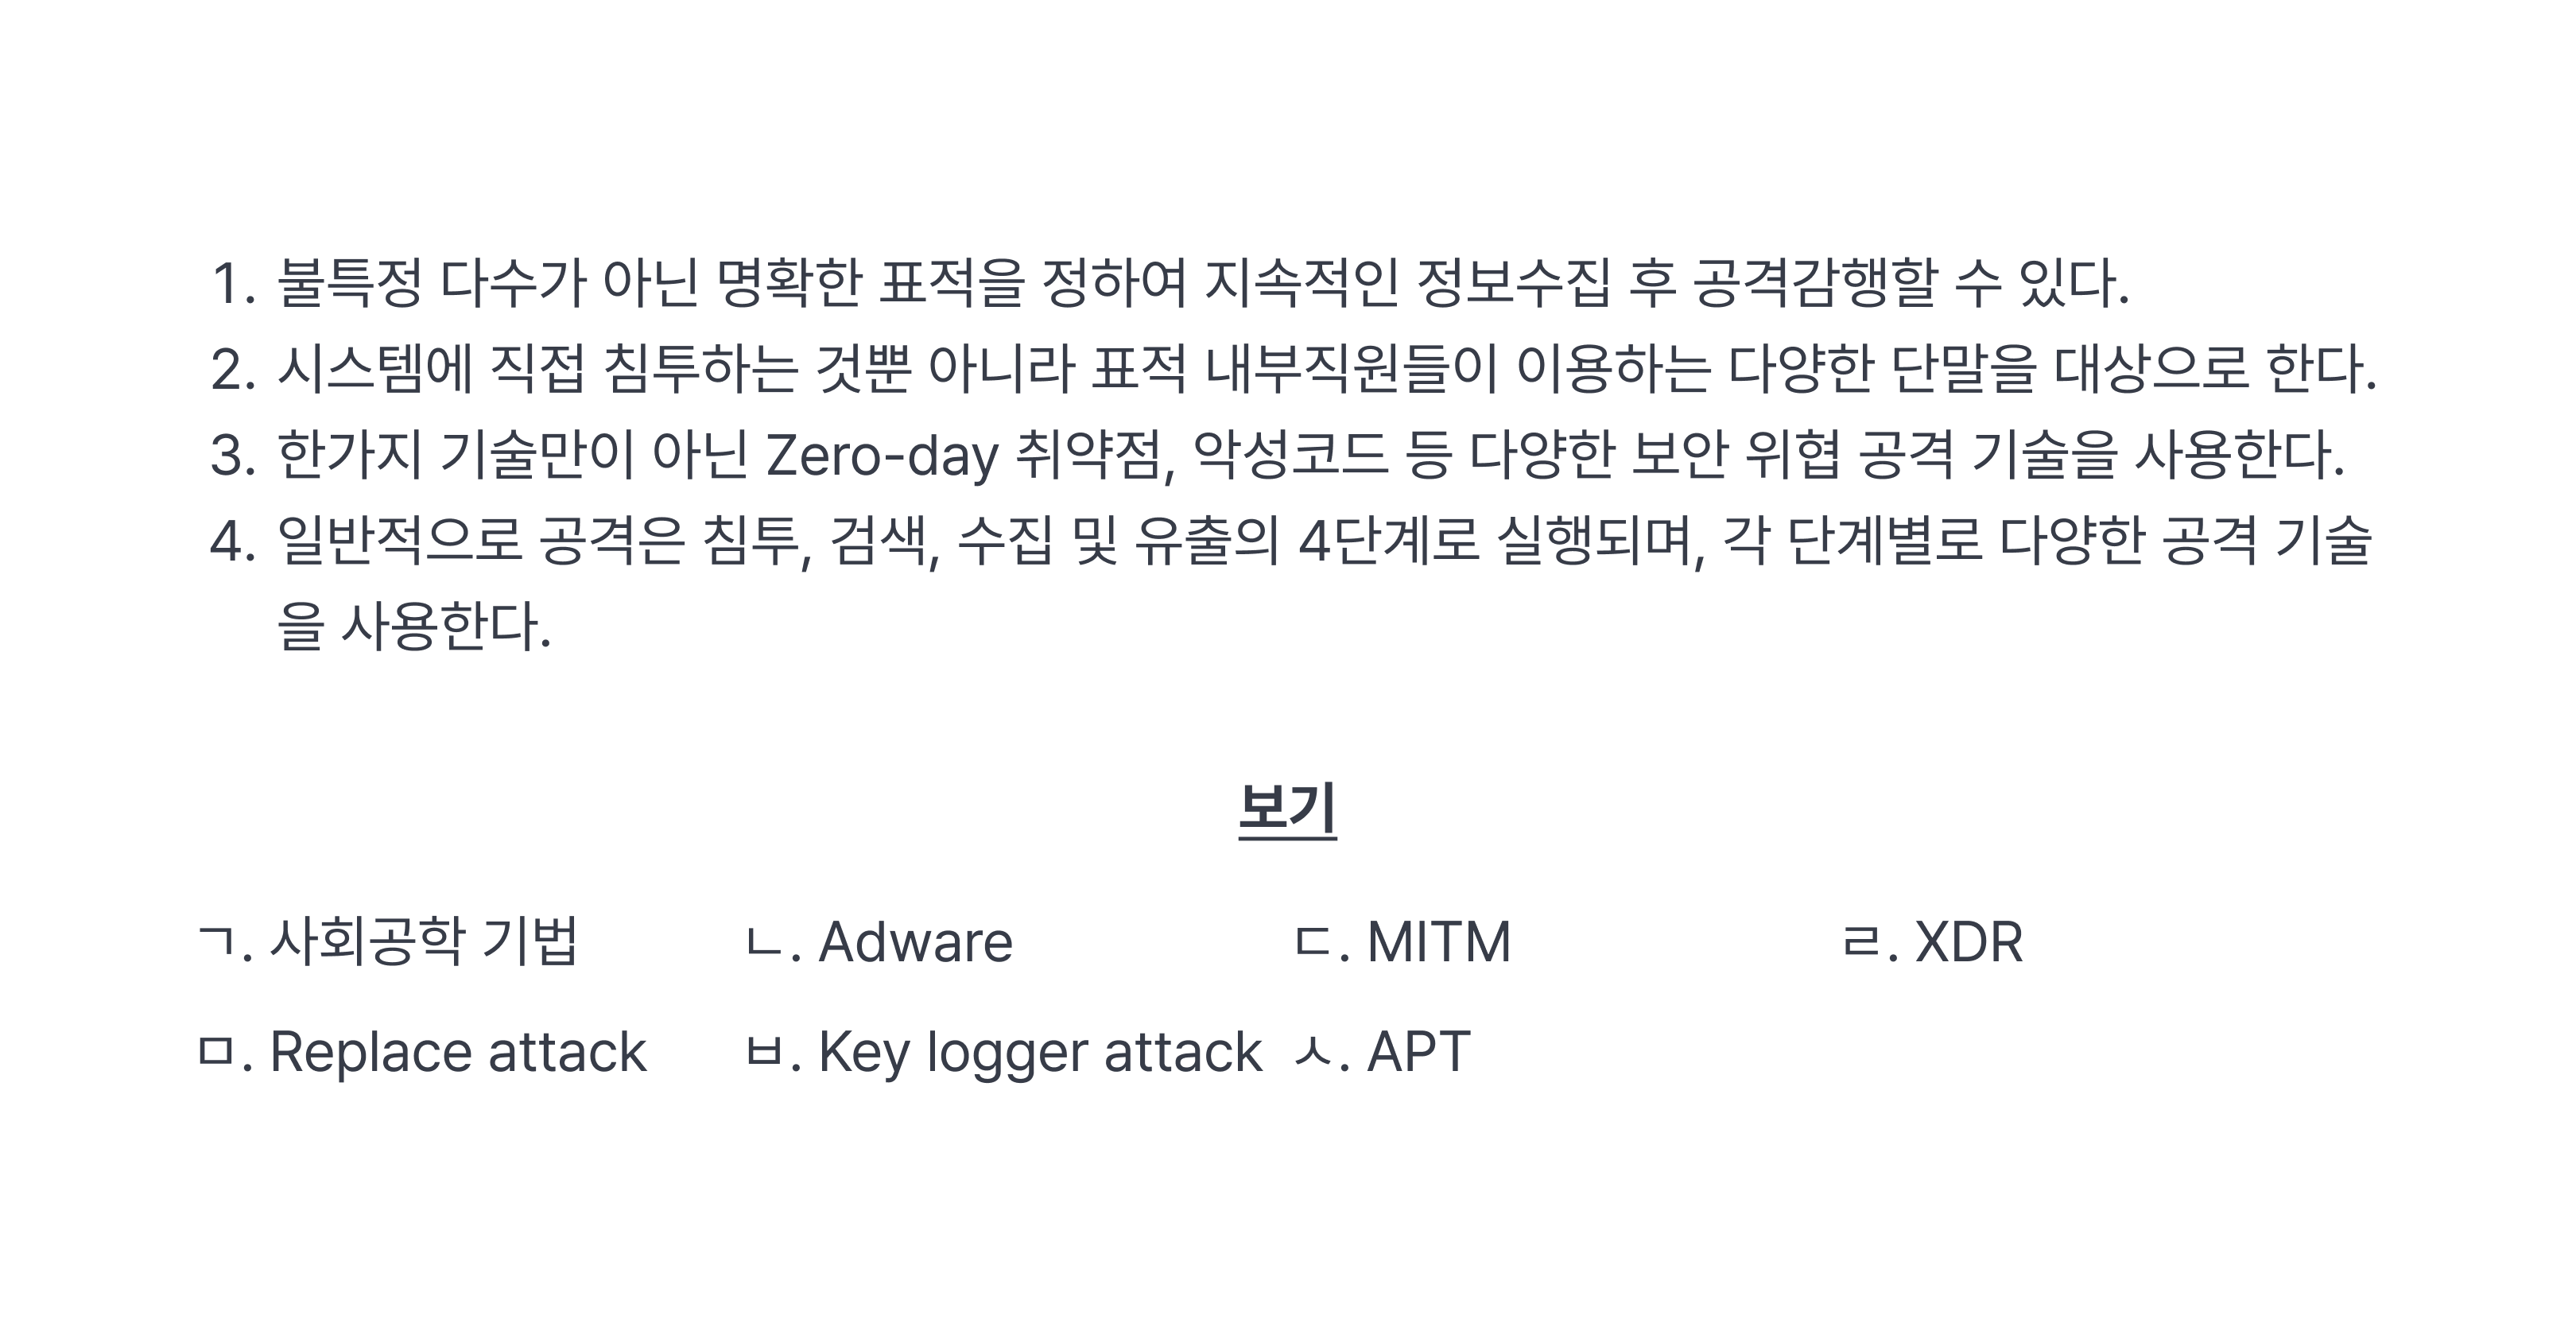 1. 불특정 다수가 아닌 명확한 표적을 정하여 지속적인 정보수집 후 공격감행할 수 있다.
2. 시스템에 직접 침투하는 것뿐 아니라 표적 내부직원들이 이용하는 다양한 단말을 대상으로 한다.
3. 한가지 기술만이 아닌 Zero-day 취약점, 악성코드 등 다양한 보안 위협 공격 기술을 사용한다.
4. 일반적으로 공격은 침투, 검색, 수집 및 유출의 4단계로 실행되며, 각 단계별로 다양한 공격 기술
을 사용한다.
보기
ㄱ. 사회공학 기법 ㄴ. Adware ㄷ. MITM ㄹ. XDR
ㅁ. Replace attack ㅂ. Key logger attack ㅅ. APT